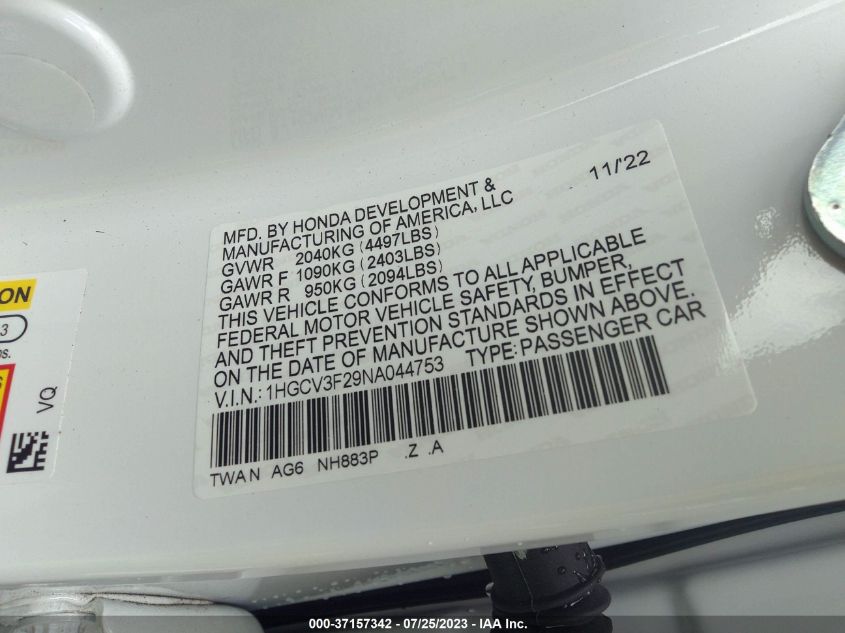 11/'22
MFD. BY HONDA DEVELOPMENT &
MANUFACTURING OF AMERICA, LLC
GVWR 2040KG (4497LBS)
GAWR F 1090KG (2403LBS)
GAWR R 950KG (2094LBS)
THIS VEHICLE CONFORMS TO ALL APPLICABLE
FEDERAL MOTOR VEHICLE SAFETY, BUMPER,
AND THEFT PREVENTION STANDARDS IN EFFECT
ON THE DATE OF MANUFACTURE SHOWN ABOVE.
V.I.N.: 1HGCV3F29NA044753 TYPE: PASSENGER CAR
TWAN AG6 NH883P .Z .A
ON
3
os.
VQ
000-37157342 / 07/25/2023 - IAA Inc.